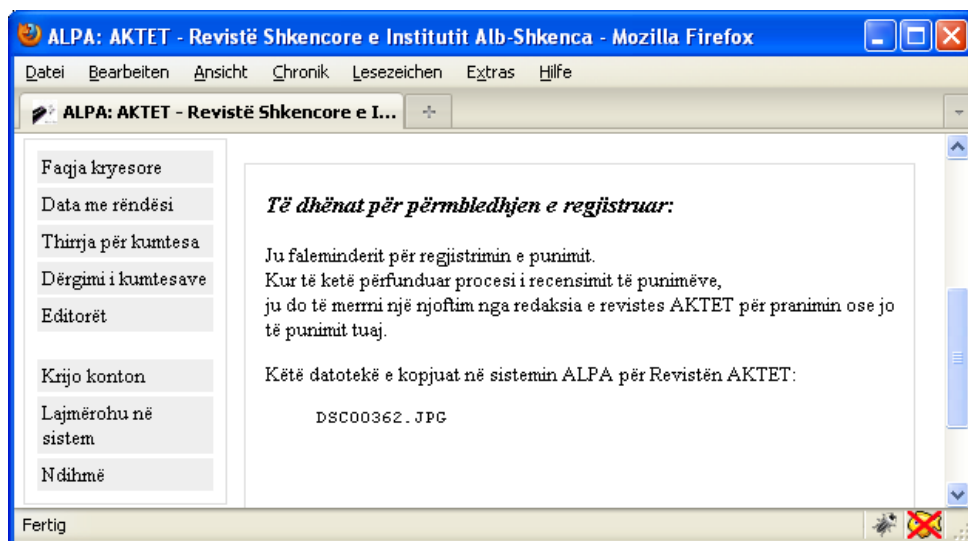 ALPA: AKTET - Revistë Shkencore e Institutit Alb-Shkenca - Mozilla Firefox
Datei Bearbeiten Ansicht Chronik Lesezeichen Extras Hilfe
ALPA: AKTET - Revistë Shkencore e I...
Faqja kryesore
Data me rëndësi
Thirrja për kumtesa
Dërgimi i kumtesave
Editorët
Krijo konton
Lajmërohu në
sistem
Ndihmë
Të dhënat për përmbledhjen e regjistruar:
Ju faleminderit për regjistrimin e punimit.
Kur të ketë përfunduar procesi i recensimit të punimëve,
ju do të merrni një njoftim nga redaksia e revistes AKTET për pranimin ose jo
të punimit tuaj.
Këtë datotekë e kopjuat në sistemin ALPA për Revistën AKTET:
DSC00362.JPG
Fertig